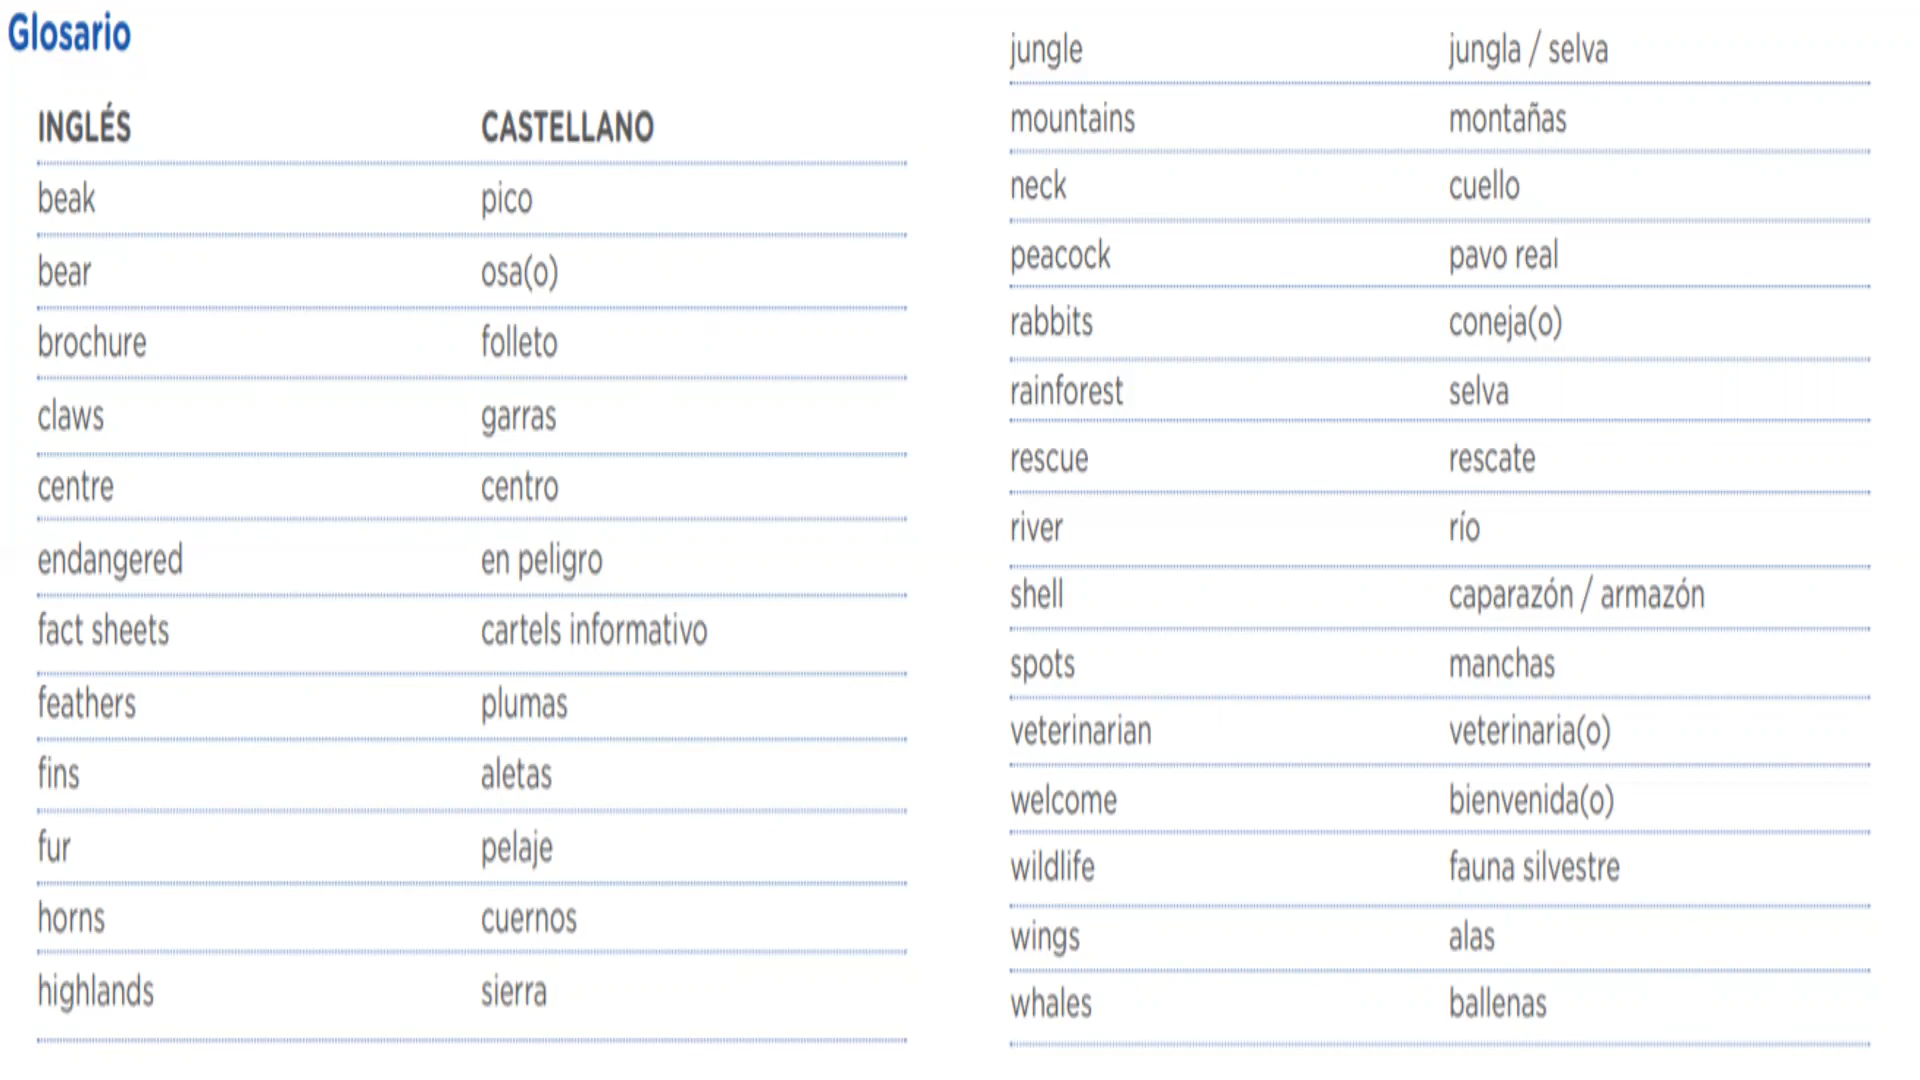 Glosario
INGLÉS CASTELLANO
beak pico
bear osa(o)
brochure folleto
claws garras
centre centro
endangered en peligro
fact sheets cartels informativo
feathers plumas
fins aletas
fur pelaje
horns cuernos
highlands sierra
jungle jungla / selva
mountains montañas
neck cuello
peacock pavo real
rabbits coneja(o)
rainforest selva
rescue rescate
river río
shell caparazón / armazón
spots manchas
veterinarian veterinaria(o)
welcome bienvenida(o)
wildlife fauna silvestre
wings alas
whales ballenas